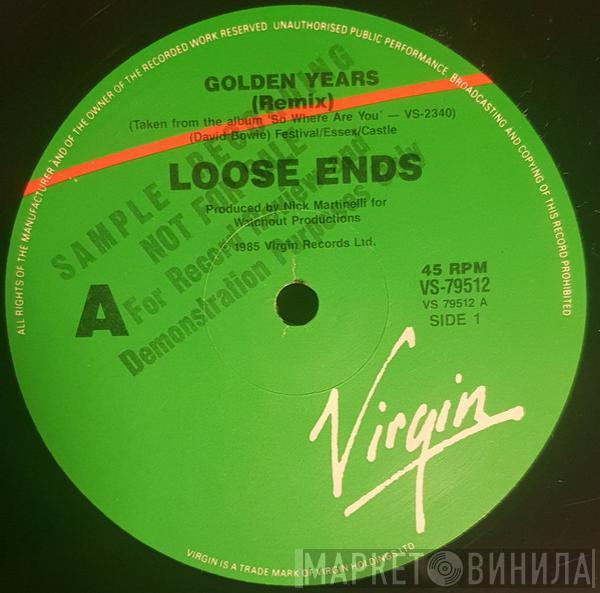 ALL RIGHTS OF THE MANUFACTURER AND OF THE OWNER OF THE RECORDED WORK RESERVED UNAUTHORISED PUBLIC PERFORMANCE, BROADCASTING AND COPYING OF THIS RECORD PROHIBITED
GOLDEN YEARS
(Remix)
(Taken from the album 'So Where Are You' — VS-2340)
(David Bowie) Festival/Essex/Castle
LOOSE ENDS
Produced by Nick Martinelli for
Watchout Productions
© 1985 Virgin Records Ltd.
SAMPLE RECORDING
NOT FOR SALE
For Record Reviewing and
Demonstration Purposes Only
A
45 RPM
VS-79512
VS 79512 A
SIDE 1
Virgin
VIRGIN IS A TRADE MARK OF VIRGIN HOLDINGS LTD
МАРКЕТ ВИНИЛА